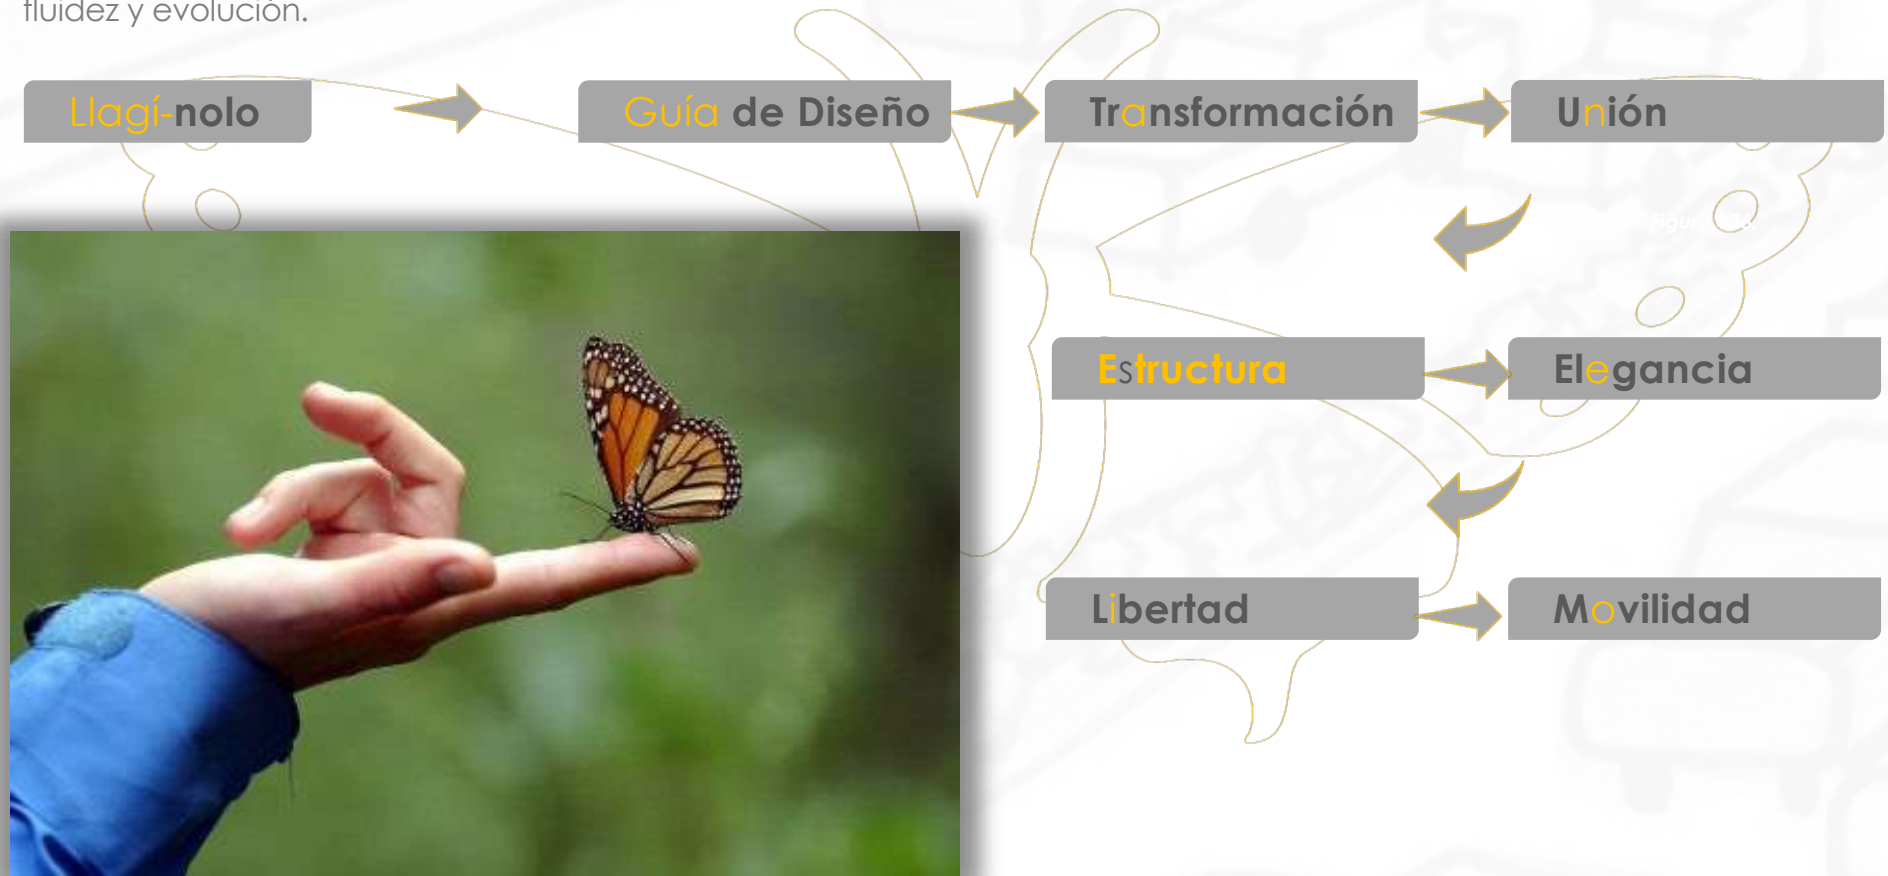 fluidez y evolución.
Llagí-nolo
Guía de Diseño
Transformación
Unión
Estructura
Elegancia
Libertad
Movilidad